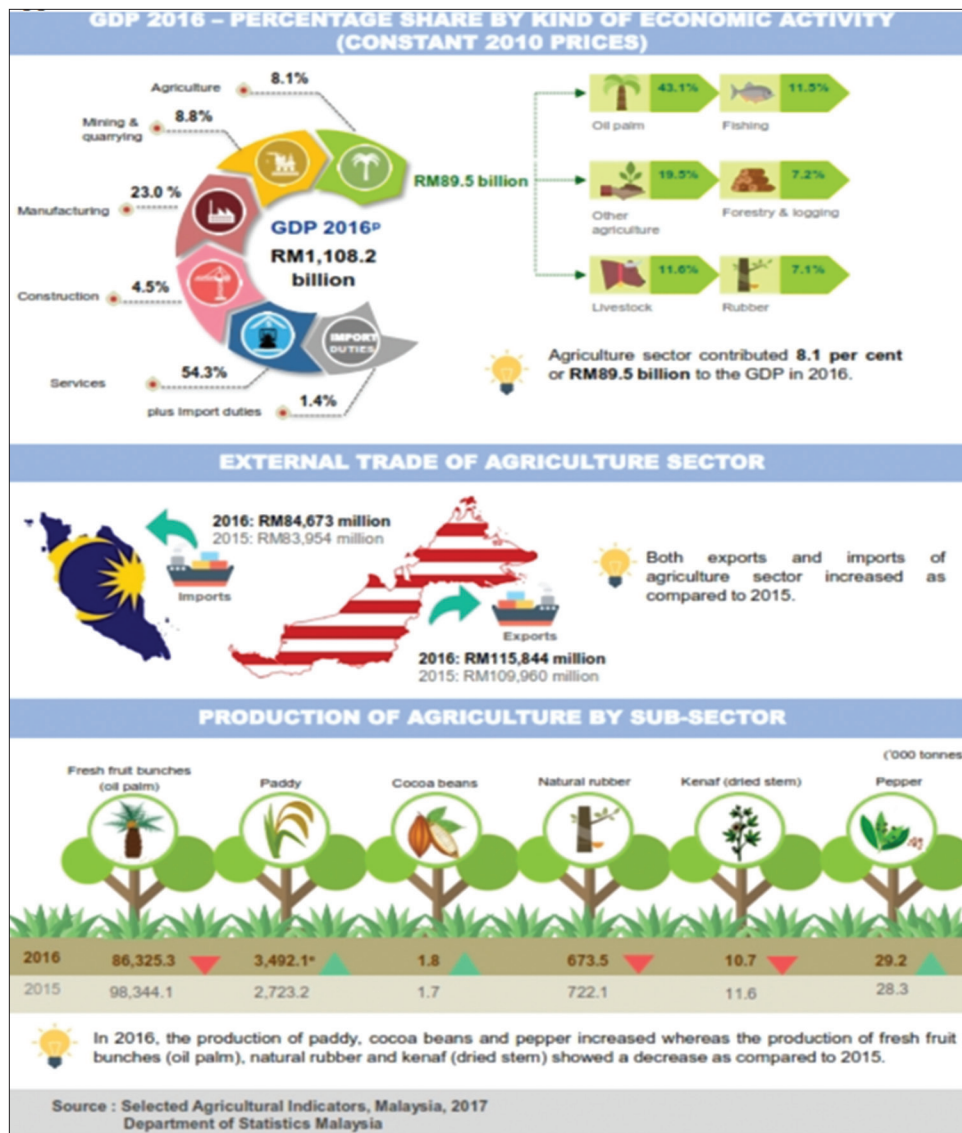 GDP 2016 – PERCENTAGE SHARE BY KIND OF ECONOMIC ACTIVITY
(CONSTANT 2010 PRICES)
Agriculture
8.1%
Mining &
quarrying
8.8%
Manufacturing
23.0 %
Construction
4.5%
Services
54.3%
plus Import duties
1.4%
IMPORT
DUTIES
GDP 2016ᵖ
RM1,108.2
billion
RM89.5 billion
43.1%
Oil palm
11.5%
Fishing
19.5%
Other
agriculture
7.2%
Forestry & logging
11.6%
Livestock
7.1%
Rubber
Agriculture sector contributed 8.1 per cent
or RM89.5 billion to the GDP in 2016.
EXTERNAL TRADE OF AGRICULTURE SECTOR
2016: RM84,673 million
2015: RM83,954 million
Imports
Exports
2016: RM115,844 million
2015: RM109,960 million
Both exports and imports of
agriculture sector increased as
compared to 2015.
PRODUCTION OF AGRICULTURE BY SUB-SECTOR
('000 tonnes
Fresh fruit bunches
(oil palm)
Paddy
Cocoa beans
Natural rubber
Kenaf (dried stem)
Pepper
2016 86,325.3 3,492.1ᵉ 1.8 673.5 10.7 29.2
2015 98,344.1 2,723.2 1.7 722.1 11.6 28.3
In 2016, the production of paddy, cocoa beans and pepper increased whereas the production of fresh fruit
bunches (oil palm), natural rubber and kenaf (dried stem) showed a decrease as compared to 2015.
Source : Selected Agricultural Indicators, Malaysia, 2017
Department of Statistics Malaysia